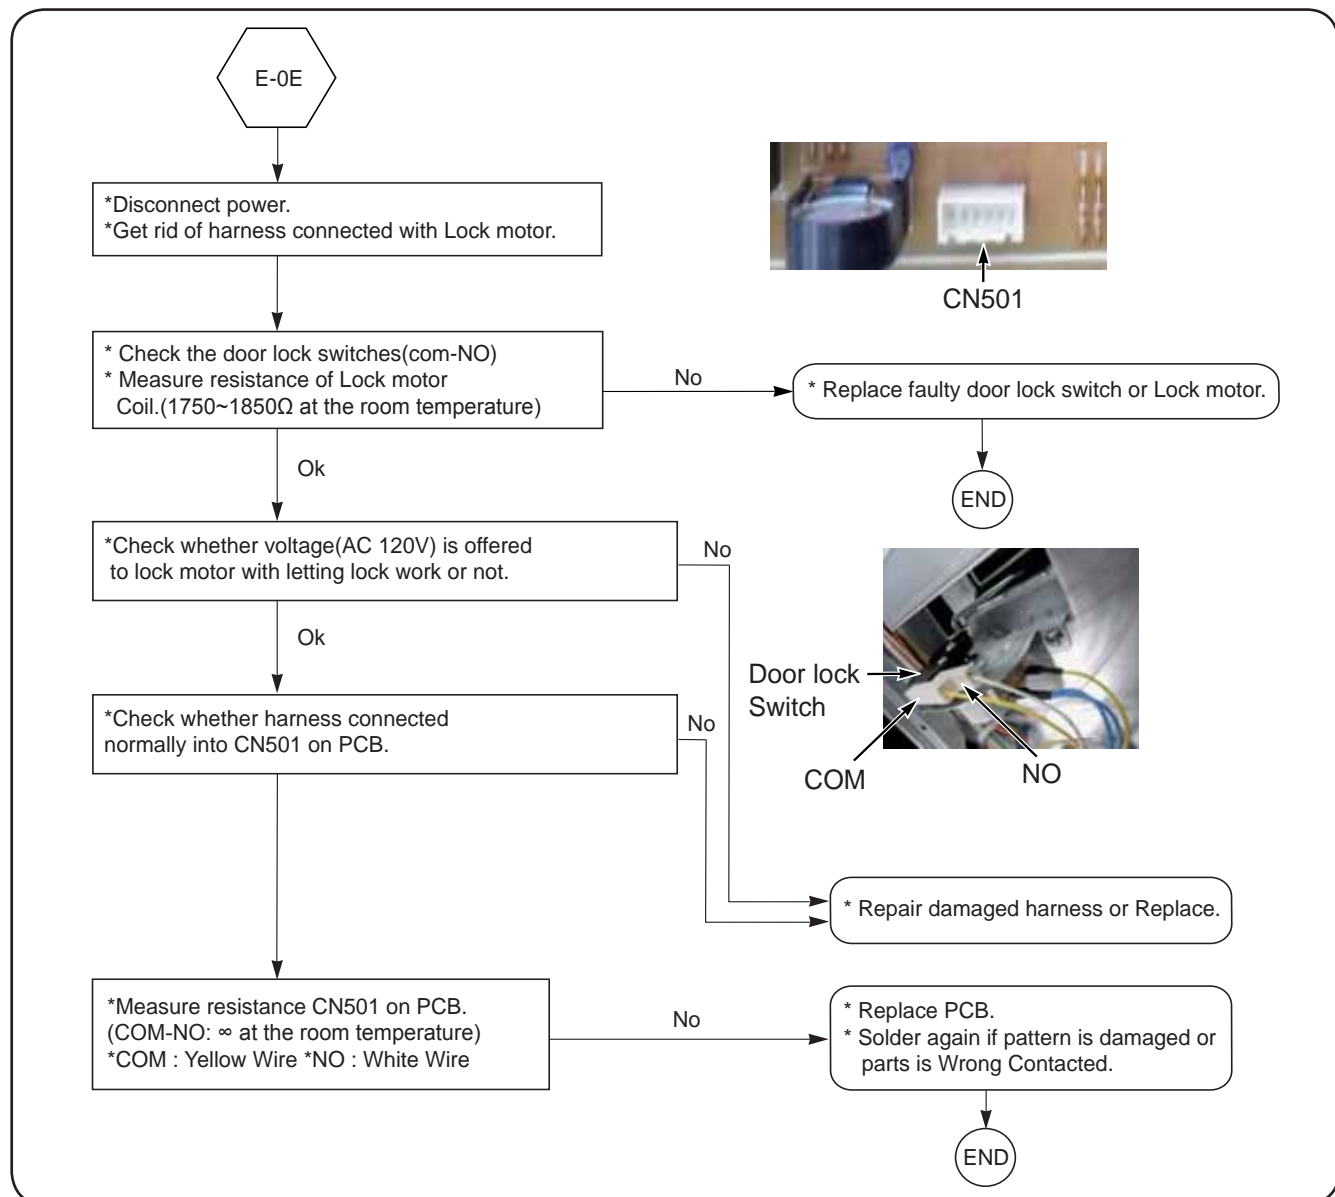 E-0E
*Disconnect power.
*Get rid of harness connected with Lock motor.
CN501
* Check the door lock switches(com-NO)
* Measure resistance of Lock motor
Coil.(1750~1850Ω at the room temperature)
No
* Replace faulty door lock switch or Lock motor.
Ok
END
*Check whether voltage(AC 120V) is offered
to lock motor with letting lock work or not.
No
Ok
Door lock
Switch
COM
NO
*Check whether harness connected
normally into CN501 on PCB.
No
* Repair damaged harness or Replace.
*Measure resistance CN501 on PCB.
(COM-NO: ∞ at the room temperature)
*COM : Yellow Wire *NO : White Wire
No
* Replace PCB.
* Solder again if pattern is damaged or
parts is Wrong Contacted.
END